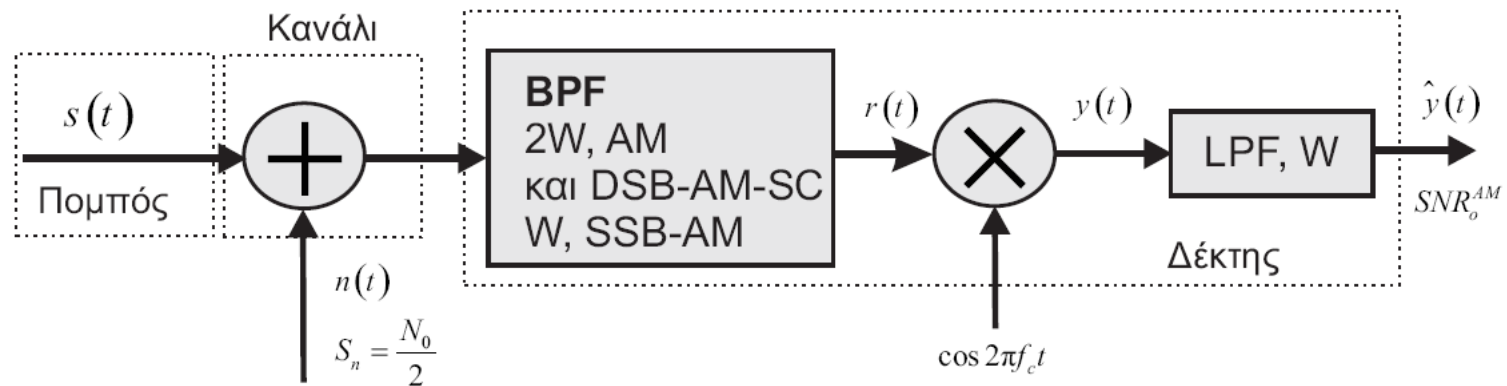 Κανάλι
s(t)
Πομπός
+
n(t)
S_n = N_0/2
BPF
2W, AM
και DSB-AM-SC
W, SSB-AM
r(t)
×
cos 2πf_c t
y(t)
LPF, W
ŷ(t)
SNR_o^{AM}
Δέκτης